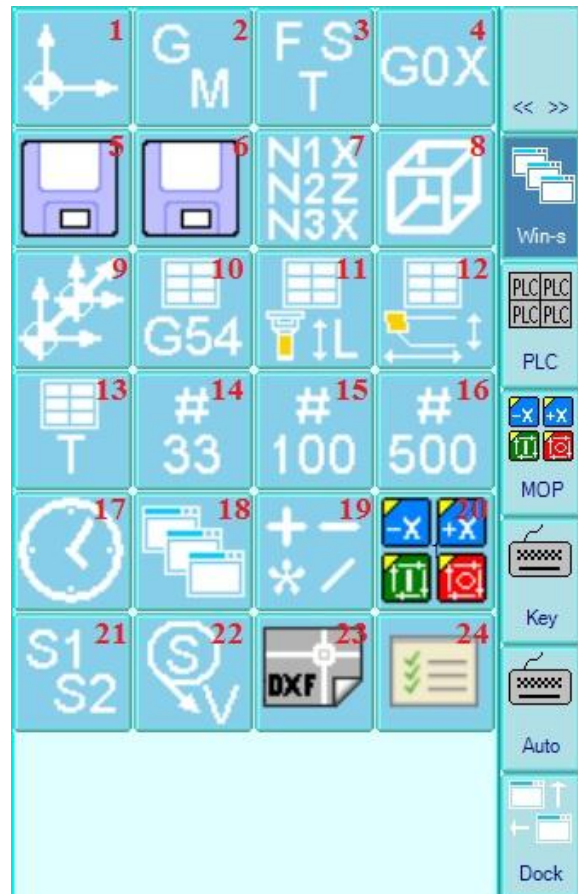 1 2 3 4
G M F S T G0X
<< >>
5 6 7 8
N1X
N2Z
N3X
Win-s
9 10 11 12
G54 L
PLC PLC
PLC PLC
PLC
13 14 15 16
T # 33 # 100 # 500
-X +X
MOP
17 18 19 20
+ - * /
-X +X
Key
21 22 23 24
S1 S2 S V DXF
Auto
Dock